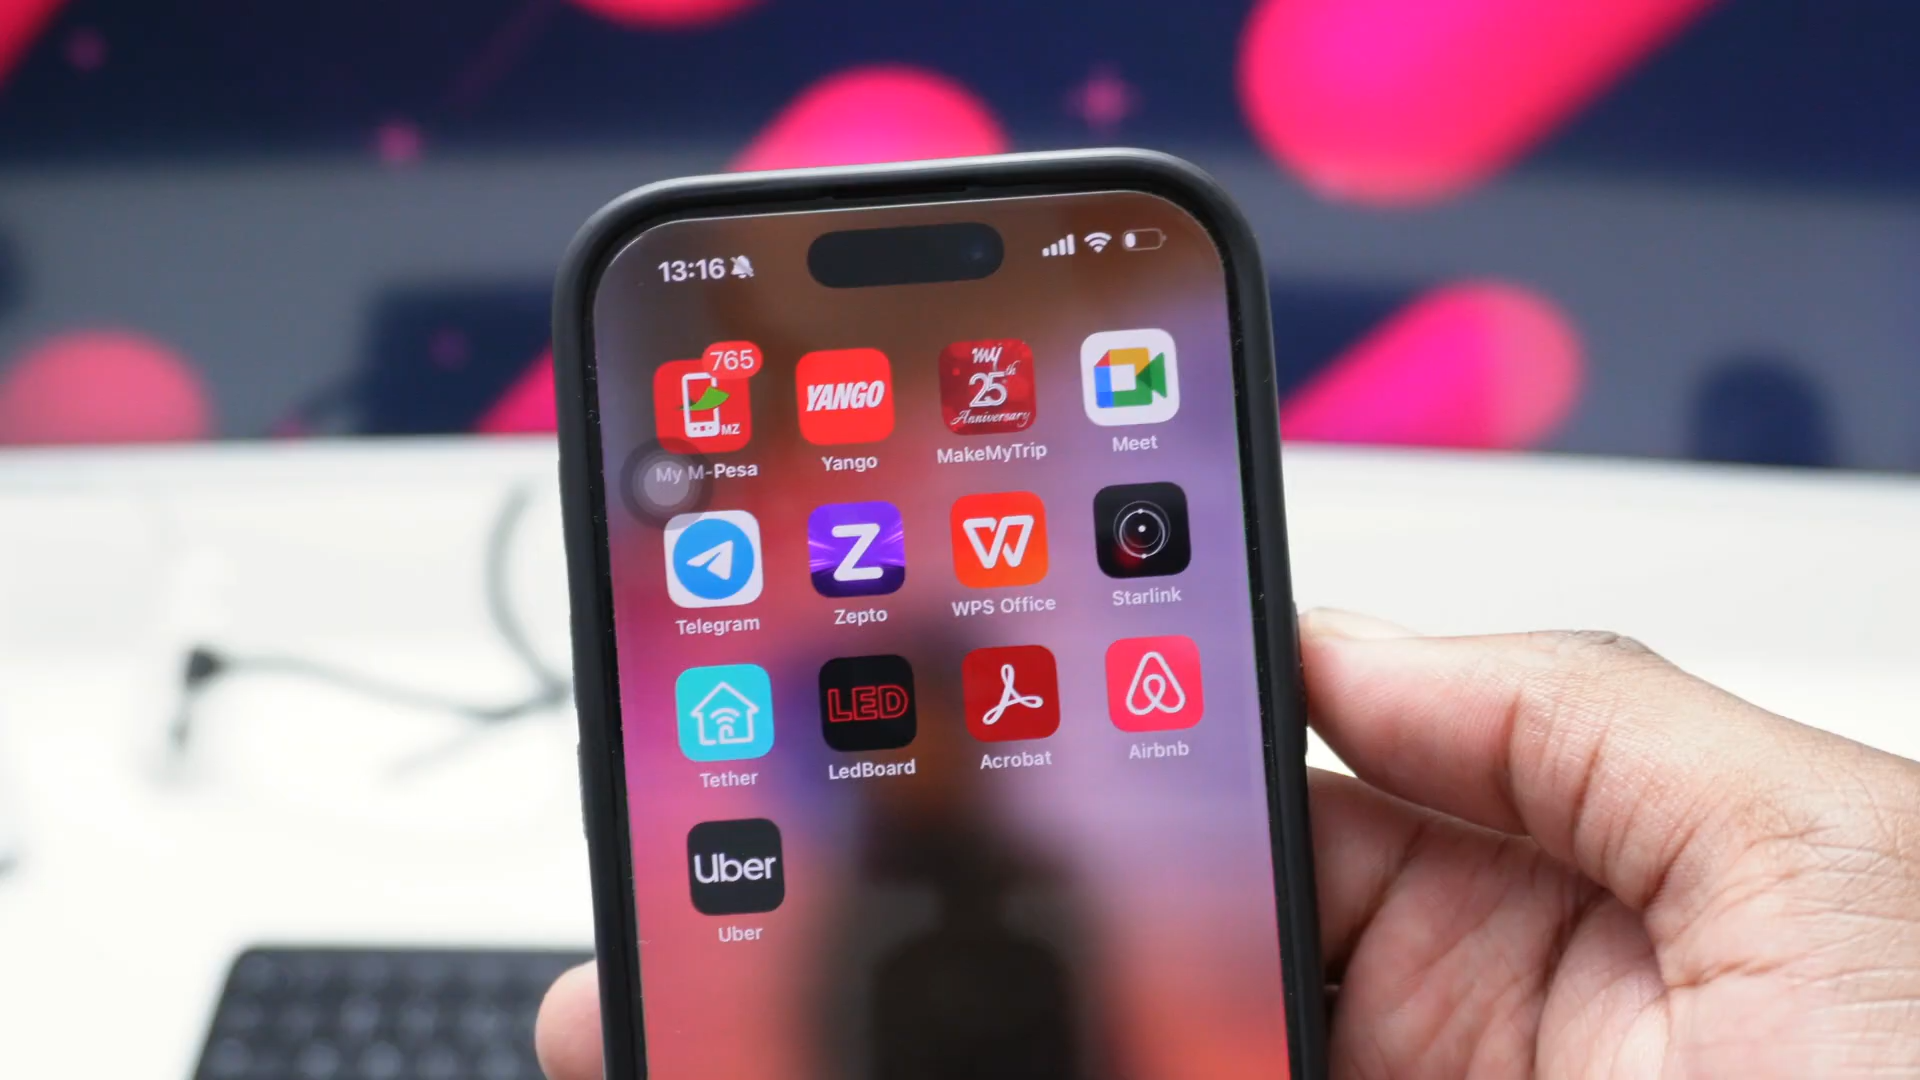 13:16
765
MZ
YANGO
my
25th
Anniversary
My M-Pesa
Yango
MakeMyTrip
Meet
Z
W
Telegram
Zepto
WPS Office
Starlink
LED
Tether
LedBoard
Acrobat
Airbnb
Uber
Uber